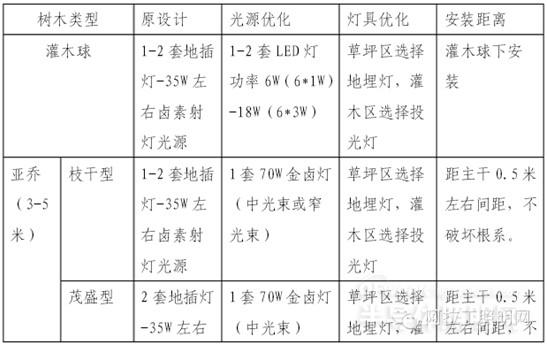 树木类型 原设计 光源优化 灯具优化 安装距离
灌木球
1-2 套地插
灯-35W 左
右卤素射
灯光源
1-2 套 LED 灯
功率 6W(6*1W)
-18W(6*3W)
草坪区选择
地埋灯，灌
木区选择投
光灯
灌木球下安
装
亚乔
（3-5
米）
枝干型
1-2 套地插
灯-35W 左
右卤素射
灯光源
1 套 70W 金卤灯
（中光束或窄
光束）
草坪区选择
地埋灯，灌
木区选择投
光灯
距主干 0.5 米
左右间距，不
破坏根系。
茂盛型
2 套地插灯
-35W 左右
1 套 70W 金卤灯
（中光束）
草坪区选择
地埋灯，灌
距主干 0.5 米
左右间距，不
阿拉丁照明网